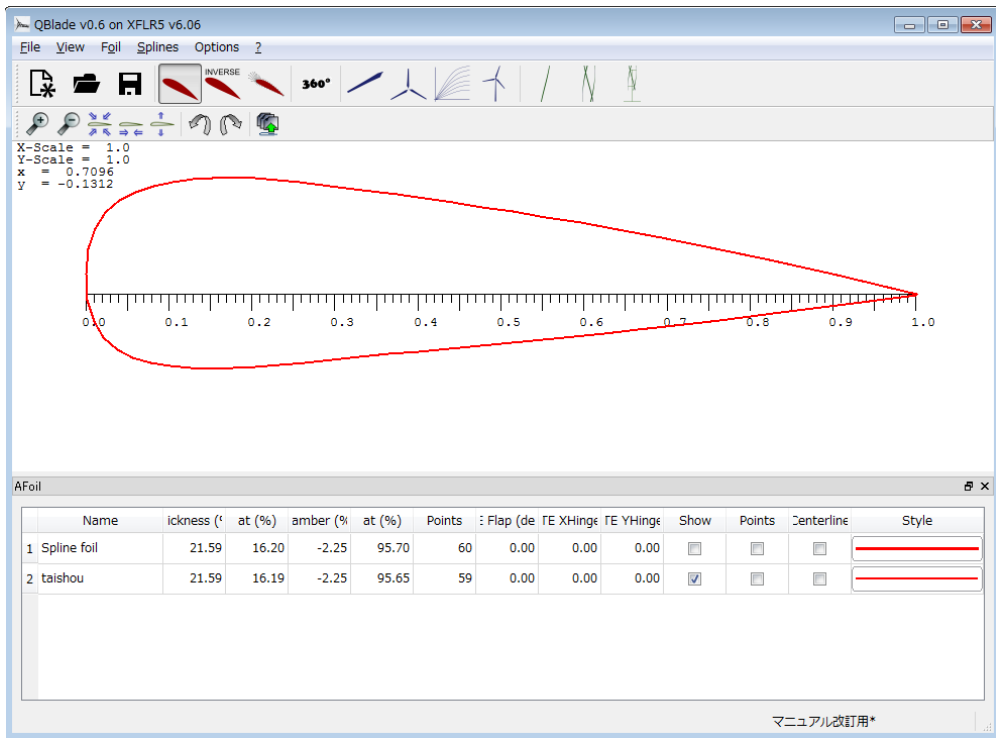 QBlade v0.6 on XFLR5 v6.06
File View Foil Splines Options ?
INVERSE
360°
X-Scale = 1.0
Y-Scale = 1.0
x = 0.7096
y = -0.1312
0.0 0.1 0.2 0.3 0.4 0.5 0.6 0.7 0.8 0.9 1.0
AFoil
Name ickness (% at (%) amber (% at (%) Points E Flap (de TE XHinge TE YHinge Show Points Centerline Style
1 Spline foil 21.59 16.20 -2.25 95.70 60 0.00 0.00 0.00
2 taishou 21.59 16.19 -2.25 95.65 59 0.00 0.00 0.00
マニュアル改訂用*